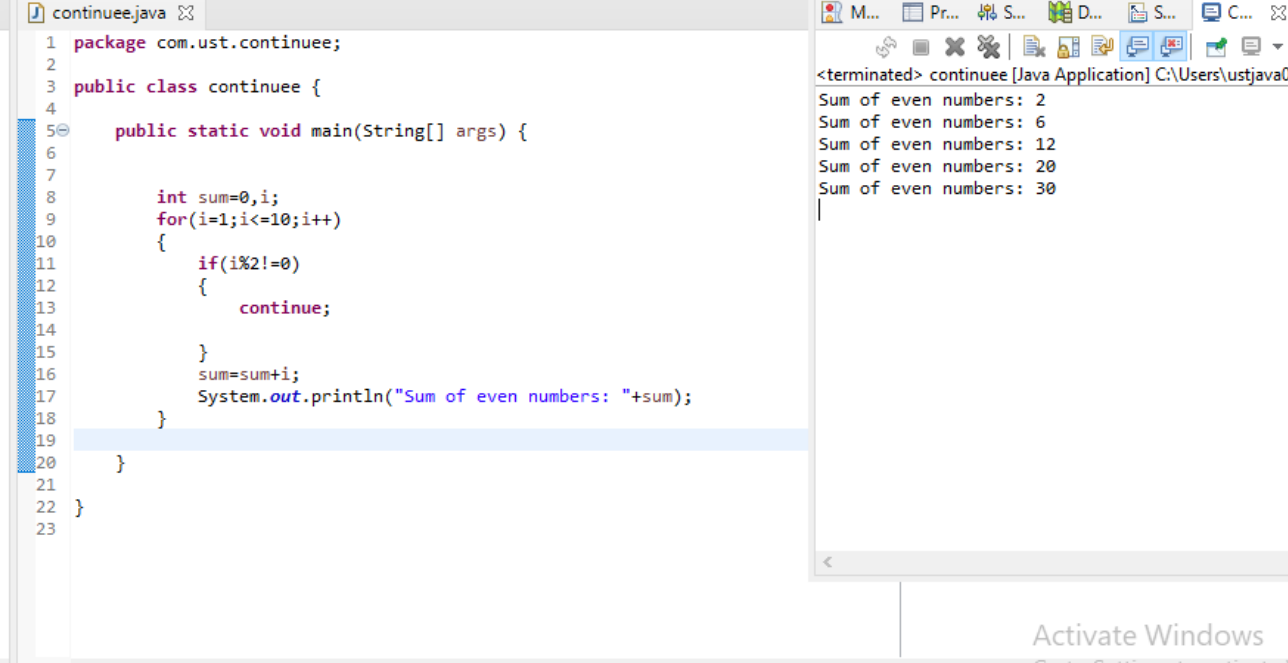 continuee.java
1 package com.ust.continuee;
2
3 public class continuee {
4
5 public static void main(String[] args) {
6
7
8 int sum=0,i;
9 for(i=1;i<=10;i++)
10 {
11 if(i%2!=0)
12 {
13 continue;
14
15 }
16 sum=sum+i;
17 System.out.println("Sum of even numbers: "+sum);
18 }
19
20 }
21
22 }
23
M... Pr... S... D... S... C...
<terminated> continuee [Java Application] C:\Users\ustjava0
Sum of even numbers: 2
Sum of even numbers: 6
Sum of even numbers: 12
Sum of even numbers: 20
Sum of even numbers: 30
Activate Windows